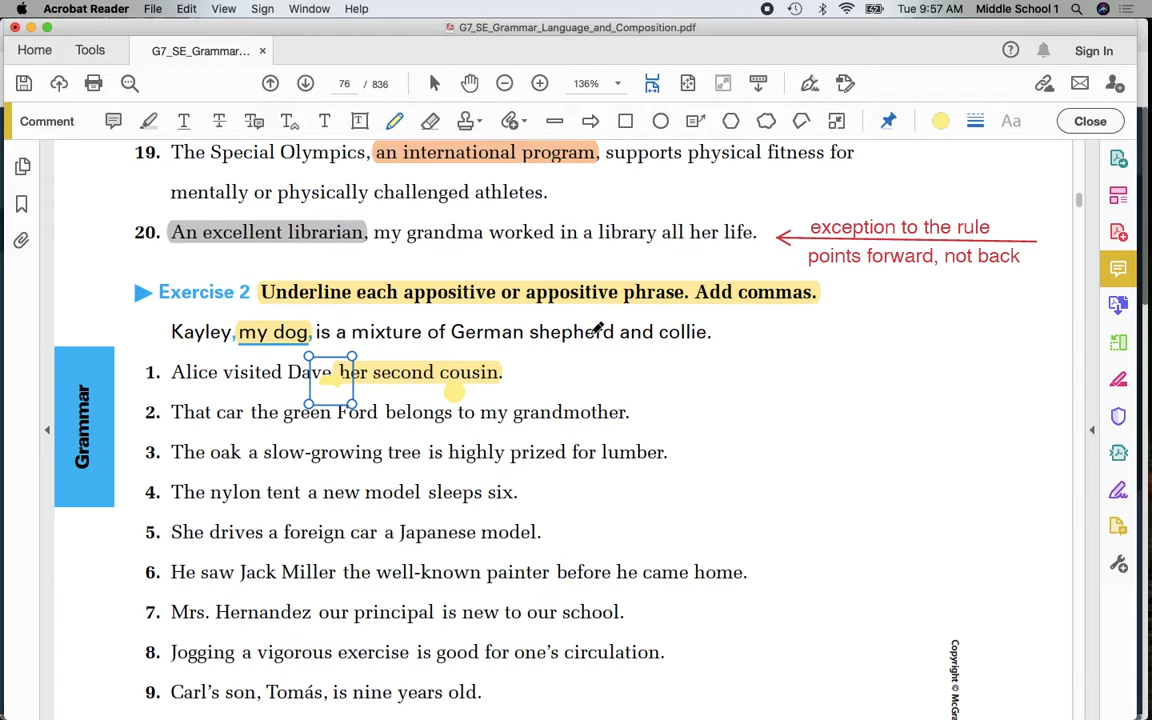 Acrobat Reader File Edit View Sign Window Help Tue 9:57 AM Middle School 1
G7_SE_Grammar_Language_and_Composition.pdf
Home Tools G7_SE_Grammar... × Sign In
76 / 836 136%
Comment Aa Close
19. The Special Olympics, an international program, supports physical fitness for
mentally or physically challenged athletes.
20. An excellent librarian, my grandma worked in a library all her life.
exception to the rule
points forward, not back
Exercise 2 Underline each appositive or appositive phrase. Add commas.
Kayley, my dog, is a mixture of German shepherd and collie.
1. Alice visited Dave her second cousin.
2. That car the green Ford belongs to my grandmother.
3. The oak a slow-growing tree is highly prized for lumber.
4. The nylon tent a new model sleeps six.
5. She drives a foreign car a Japanese model.
6. He saw Jack Miller the well-known painter before he came home.
7. Mrs. Hernandez our principal is new to our school.
8. Jogging a vigorous exercise is good for one's circulation.
9. Carl's son, Tomás, is nine years old.
Grammar
Copyright © McGra